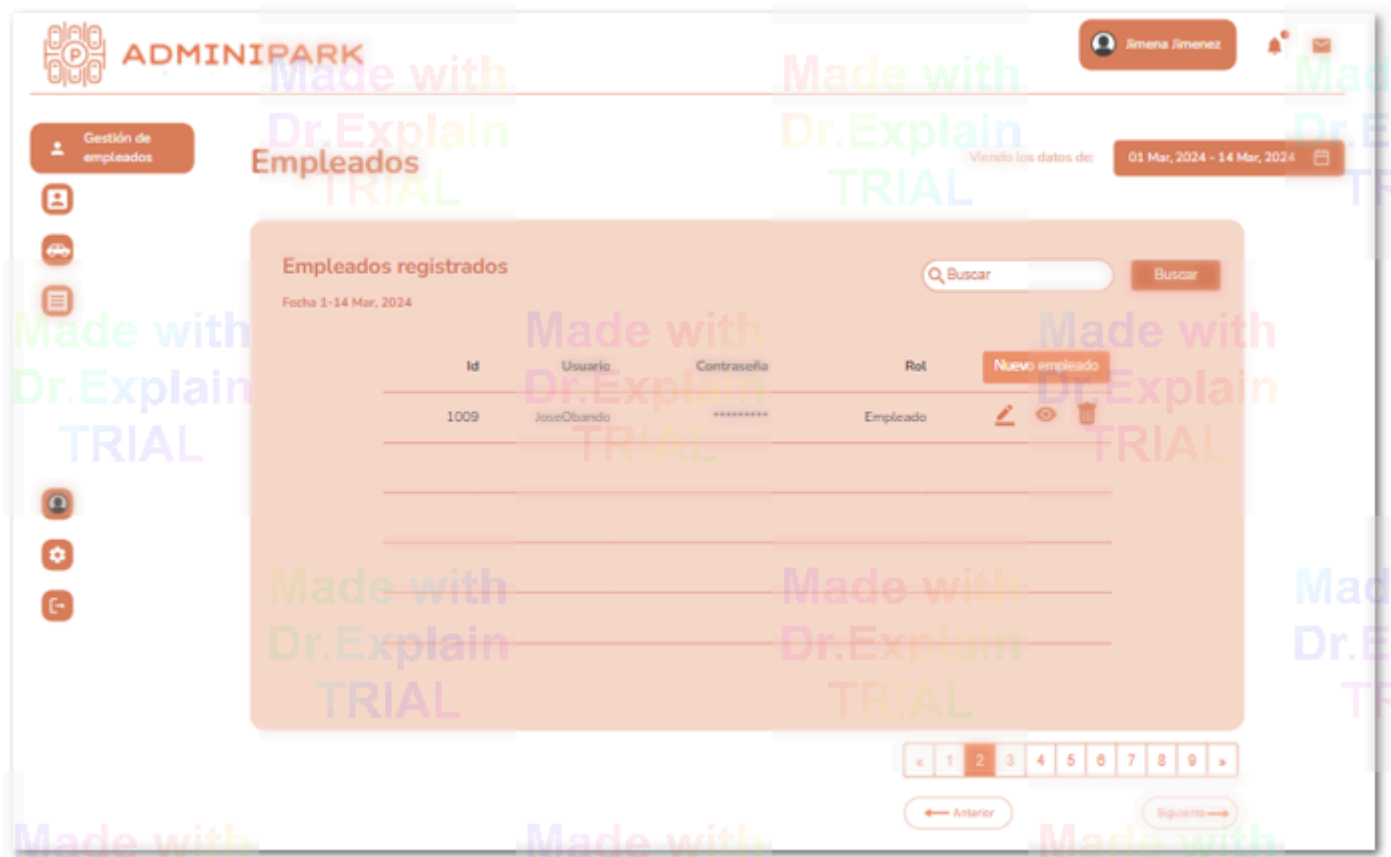 ADMINIPARK
Jimena Jimenez
Gestión de
empleados
Empleados
Viendo los datos de:
01 Mar, 2024 - 14 Mar, 2024
Empleados registrados
Buscar
Buscar
Fecha 1-14 Mar, 2024
Id Usuario Contraseña Rol Nuevo empleado
1009 JoseObando ********* Empleado
« 1 2 3 4 5 6 7 8 9 »
Anterior
Siguiente
Made with
Dr.Explain
TRIAL